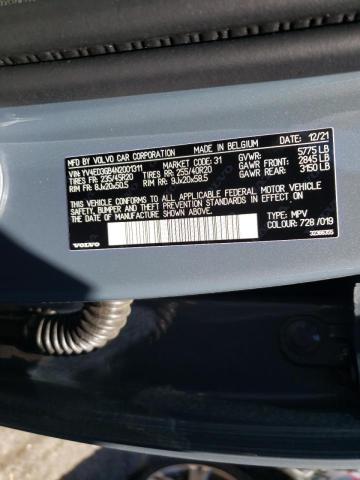 MFD BY VOLVO CAR CORPORATION MADE IN BELGIUM DATE: 12/21
VIN: YV4ED3GB4N2001311 MARKET CODE: 31 GVWR: 5775 LB
TIRES FR: 235/45R20 TIRES RR: 255/40R20 GAWR FRONT: 2845 LB
RIM FR: 8Jx20x50.5 RIM RR: 9Jx20x58.5 GAWR REAR: 3150 LB
THIS VEHICLE CONFORMS TO ALL APPLICABLE FEDERAL MOTOR VEHICLE
SAFETY, BUMPER AND THEFT PREVENTION STANDARDS IN EFFECT ON
THE DATE OF MANUFACTURE SHOWN ABOVE.
TYPE: MPV
COLOUR: 728 /019
VOLVO
32385355